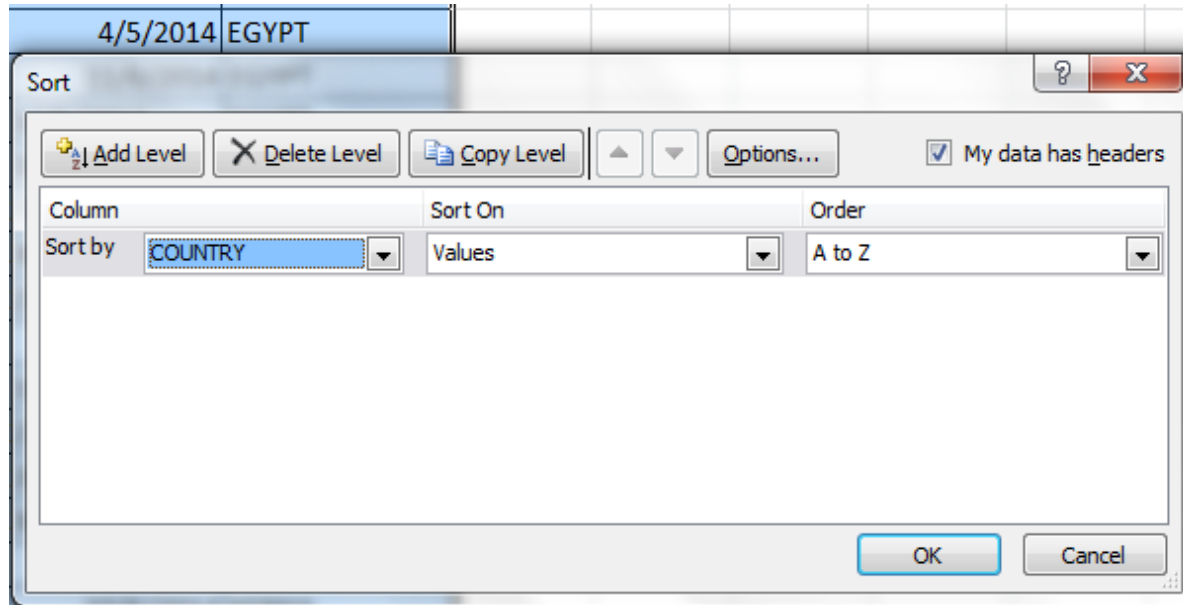 4/5/2014 EGYPT
Sort
Add Level Delete Level Copy Level Options... My data has headers
Column Sort On Order
Sort by COUNTRY Values A to Z
OK Cancel